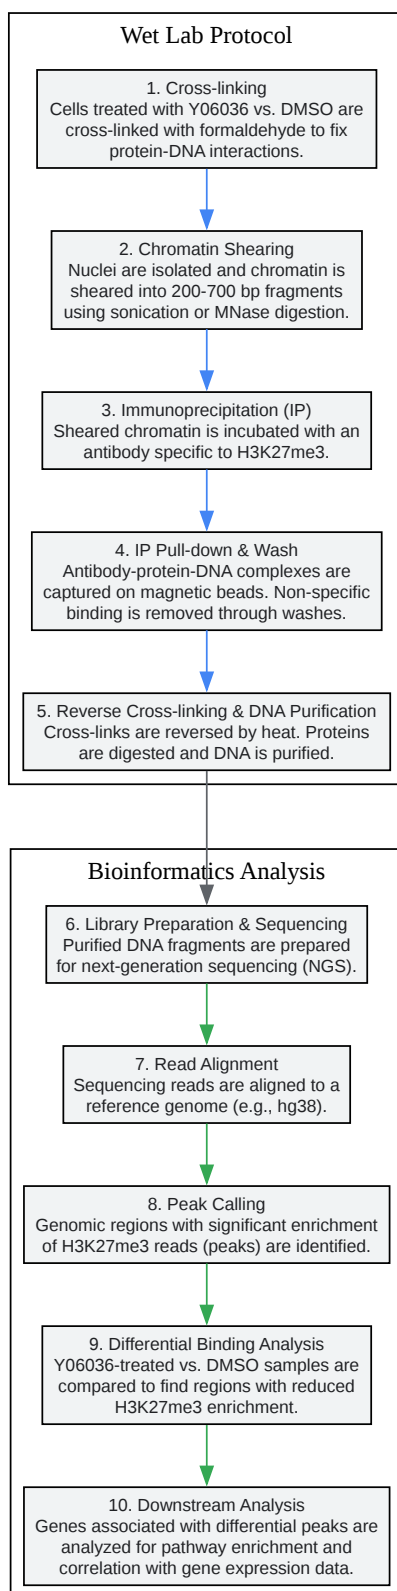 Wet Lab Protocol
1. Cross-linking
Cells treated with Y06036 vs. DMSO are
cross-linked with formaldehyde to fix
protein-DNA interactions.
2. Chromatin Shearing
Nuclei are isolated and chromatin is
sheared into 200-700 bp fragments
using sonication or MNase digestion.
3. Immunoprecipitation (IP)
Sheared chromatin is incubated with an
antibody specific to H3K27me3.
4. IP Pull-down & Wash
Antibody-protein-DNA complexes are
captured on magnetic beads. Non-specific
binding is removed through washes.
5. Reverse Cross-linking & DNA Purification
Cross-links are reversed by heat. Proteins
are digested and DNA is purified.
Bioinformatics Analysis
6. Library Preparation & Sequencing
Purified DNA fragments are prepared
for next-generation sequencing (NGS).
7. Read Alignment
Sequencing reads are aligned to a
reference genome (e.g., hg38).
8. Peak Calling
Genomic regions with significant enrichment
of H3K27me3 reads (peaks) are identified.
9. Differential Binding Analysis
Y06036-treated vs. DMSO samples are
compared to find regions with reduced
H3K27me3 enrichment.
10. Downstream Analysis
Genes associated with differential peaks are
analyzed for pathway enrichment and
correlation with gene expression data.